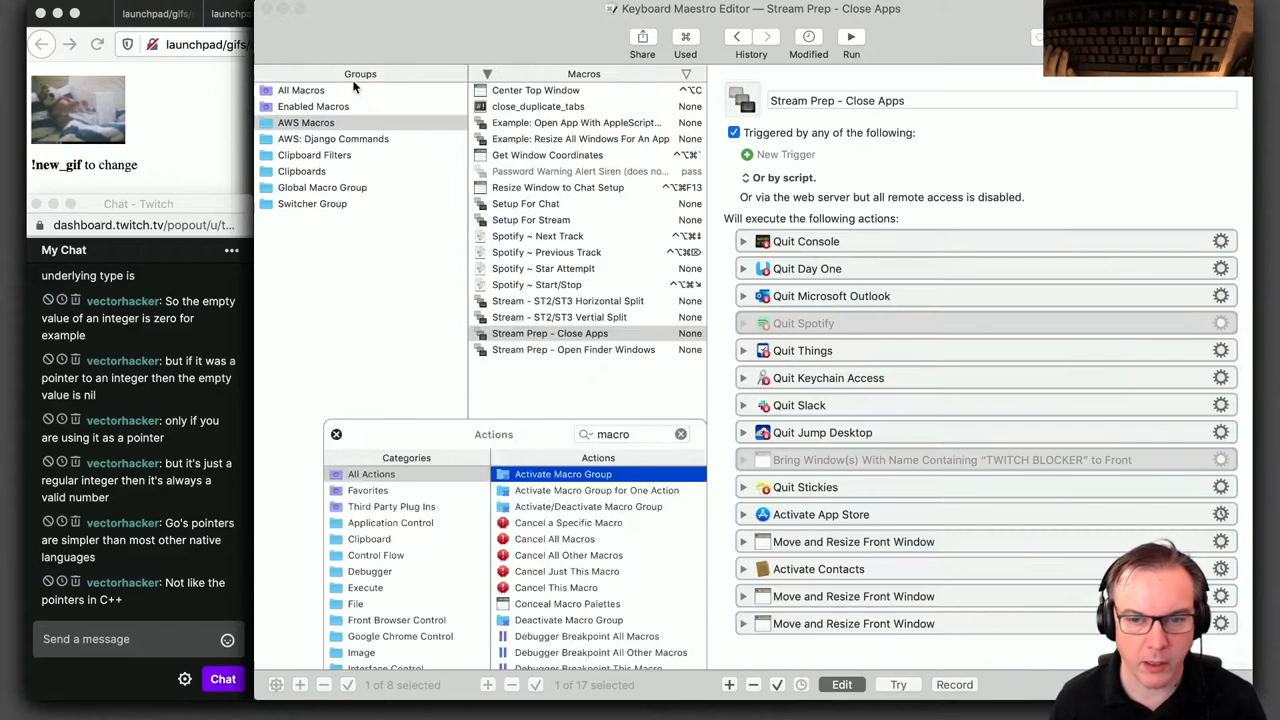 launchpad/gifs/
launchpad/gifs,
launchpad/gifs/
!new_gif to change
Chat - Twitch
dashboard.twitch.tv/popout/u/t...
My Chat
underlying type is
vectorhacker: So the empty
value of an integer is zero for
example
vectorhacker: but if it was a
pointer to an integer then the empty
value is nil
vectorhacker: only if you
are using it as a pointer
vectorhacker: but it's just a
regular integer then it's always a
valid number
vectorhacker: Go's pointers
are simpler than most other native
languages
vectorhacker: Not like the
pointers in C++
Send a message
Chat
Keyboard Maestro Editor — Stream Prep - Close Apps
Share
Used
History
Modified
Run
Groups
All Macros
Enabled Macros
AWS Macros
AWS: Django Commands
Clipboard Filters
Clipboards
Global Macro Group
Switcher Group
Macros
Center Top Window ^⌥C
close_duplicate_tabs None
Example: Open App With AppleScript... None
Example: Resize All Windows For An App None
Get Window Coordinates ^⌥⌘`
Password Warning Alert Siren (does no... pass
Resize Window to Chat Setup ^⌥⌘F13
Setup For Chat None
Setup For Stream None
Spotify ~ Next Track
Spotify ~ Previous Track ^⌥⌘⌦
Spotify ~ Star Attempt None
Spotify ~ Start/Stop ^⌥⌘↘
Stream - ST2/ST3 Horizontal Split None
Stream - ST2/ST3 Vertial Split None
Stream Prep - Close Apps None
Stream Prep - Open Finder Windows None
Actions
macro
Categories
All Actions
Favorites
Third Party Plug Ins
Application Control
Clipboard
Control Flow
Debugger
Execute
File
Front Browser Control
Google Chrome Control
Image
Interface Control
Actions
Activate Macro Group
Activate Macro Group for One Action
Activate/Deactivate Macro Group
Cancel a Specific Macro
Cancel All Macros
Cancel All Other Macros
Cancel Just This Macro
Cancel This Macro
Conceal Macro Palettes
Deactivate Macro Group
Debugger Breakpoint All Macros
Debugger Breakpoint All Other Macros
Debugger Breakpoint This Macro
1 of 8 selected
1 of 17 selected
Stream Prep - Close Apps
Triggered by any of the following:
New Trigger
Or by script.
Or via the web server but all remote access is disabled.
Will execute the following actions:
Quit Console
Quit Day One
Quit Microsoft Outlook
Quit Spotify
Quit Things
Quit Keychain Access
Quit Slack
Quit Jump Desktop
Bring Window(s) With Name Containing “TWITCH BLOCKER” to Front
Quit Stickies
Activate App Store
Move and Resize Front Window
Activate Contacts
Move and Resize Front Window
Move and Resize Front Window
Edit
Try
Record